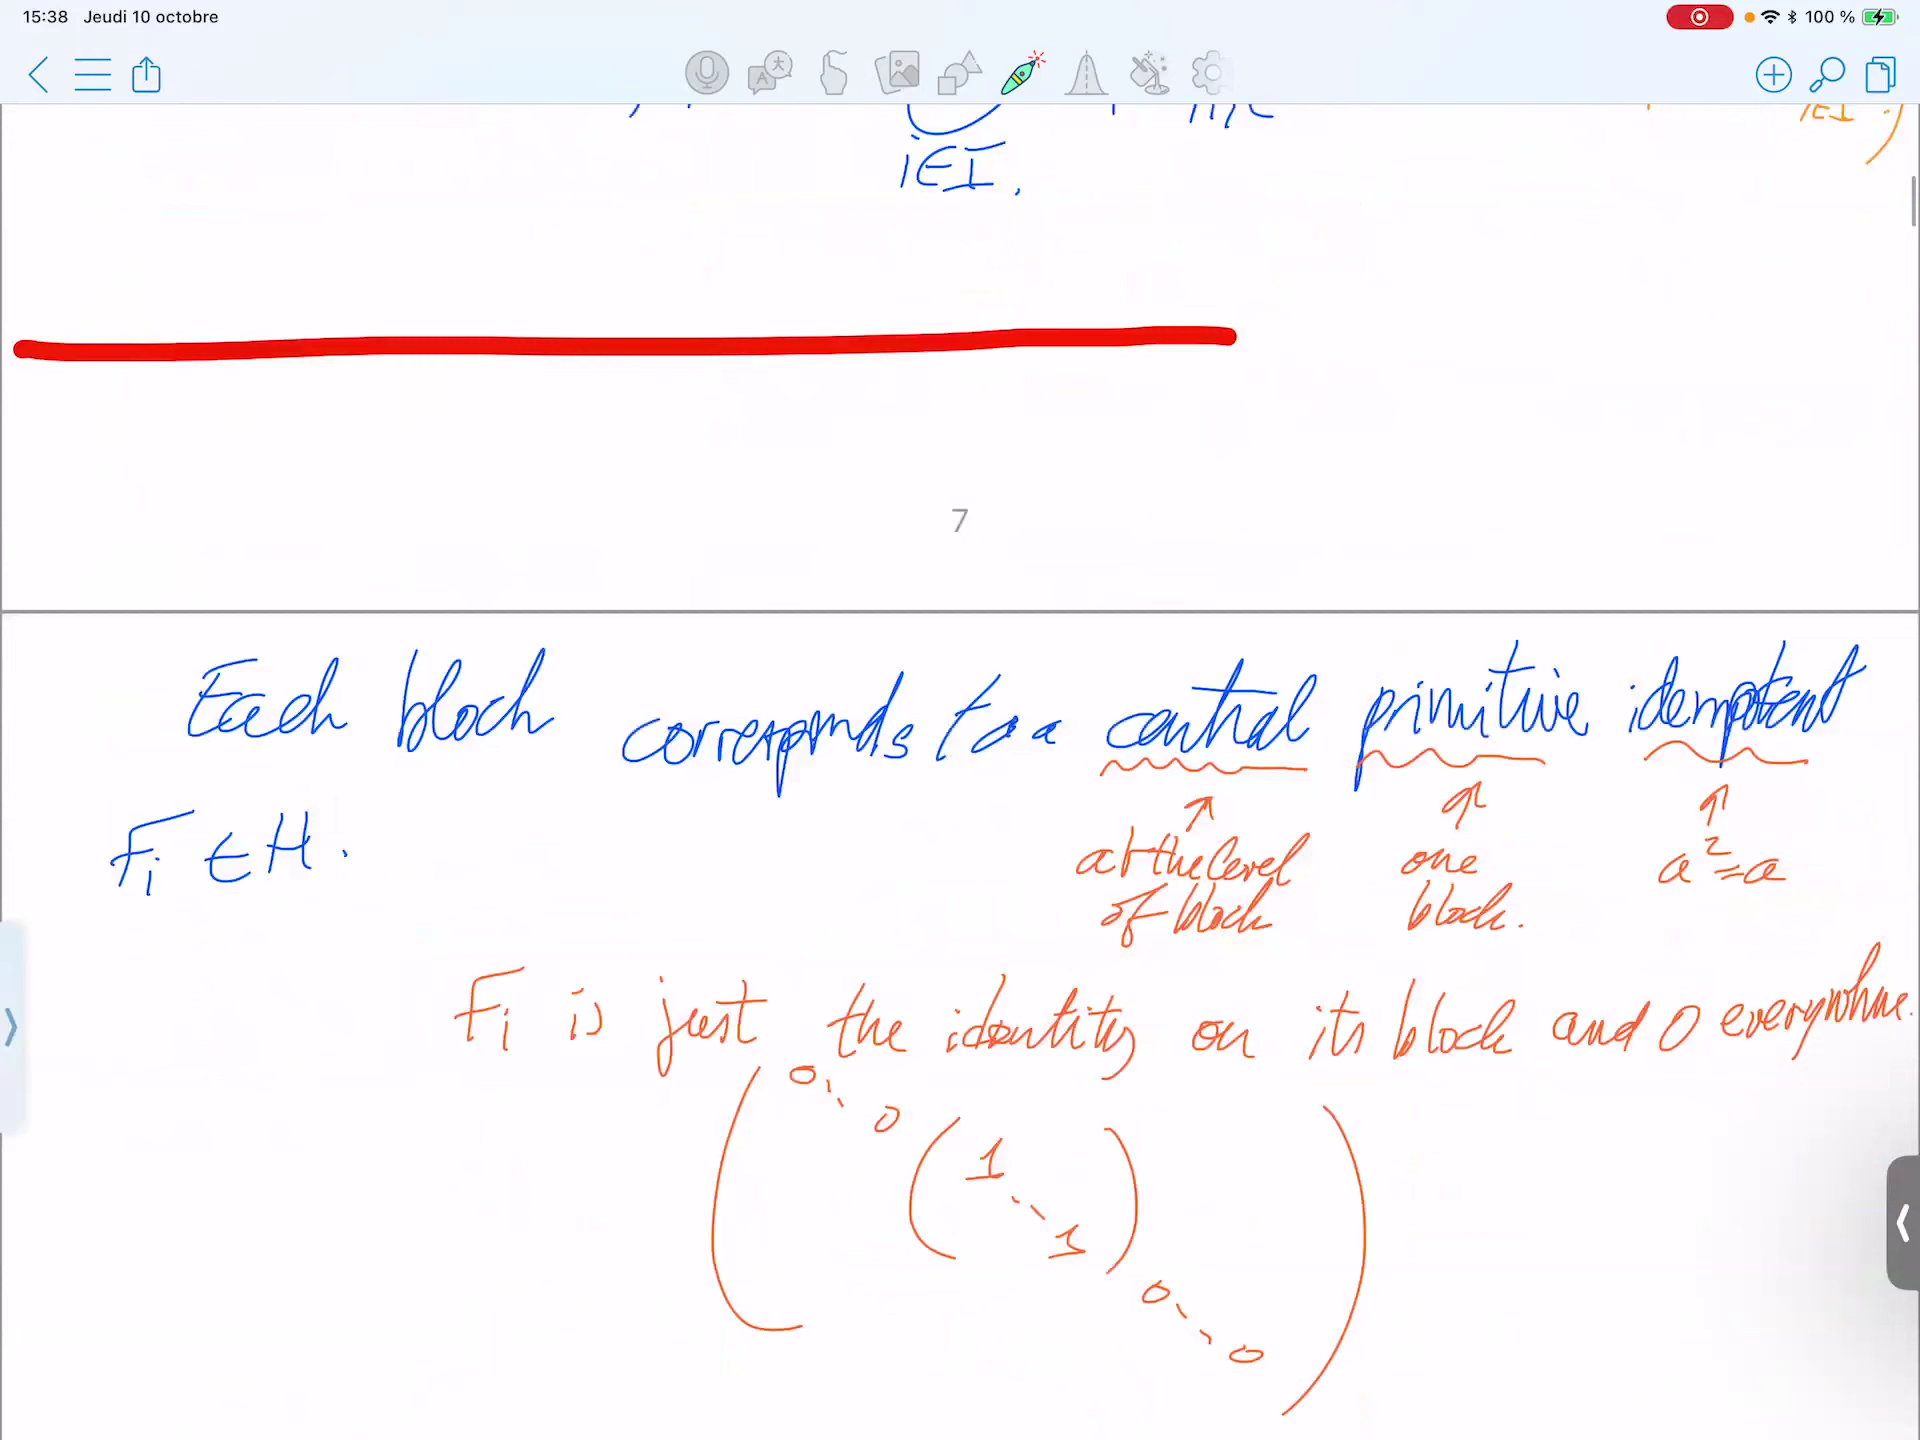 15:38 Jeudi 10 octobre 100 %
i∈I.
i∈I
7
Each block corresponds to a central primitive idempotent
Fi ∈ H.
at the level of block
one block.
a² = a
Fi is just the identity on its block and 0 everywhere.
0
0
1
1
0
0